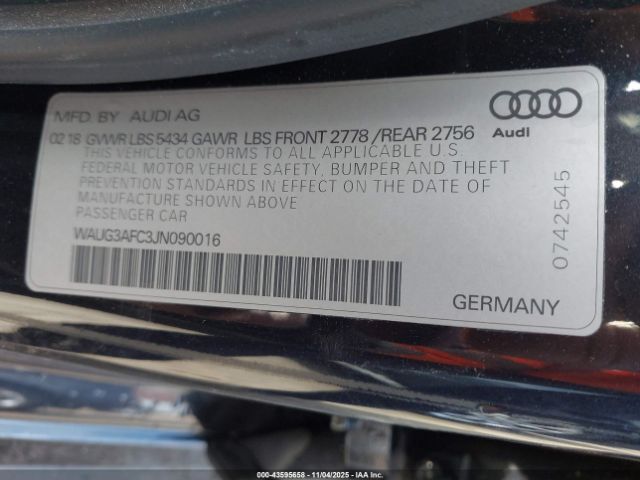 MFD. BY AUDI AG
02 18 GVWR LBS 5434 GAWR LBS FRONT 2778 /REAR 2756
THIS VEHICLE CONFORMS TO ALL APPLICABLE U.S.
FEDERAL MOTOR VEHICLE SAFETY, BUMPER AND THEFT
PREVENTION STANDARDS IN EFFECT ON THE DATE OF
MANUFACTURE SHOWN ABOVE
PASSENGER CAR
WAUG3AFC3JN090016
Audi
0742545
GERMANY
000-43595658 - 11/04/2025 - IAAI.COM